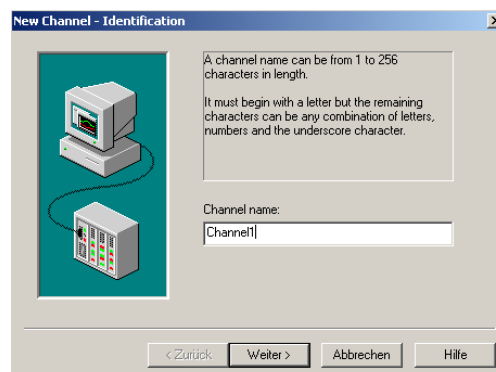 New Channel - Identification
A channel name can be from 1 to 256
characters in length.
It must begin with a letter but the remaining
characters can be any combination of letters,
numbers and the underscore character.
Channel name:
Channel1
< Zurück
Weiter >
Abbrechen
Hilfe